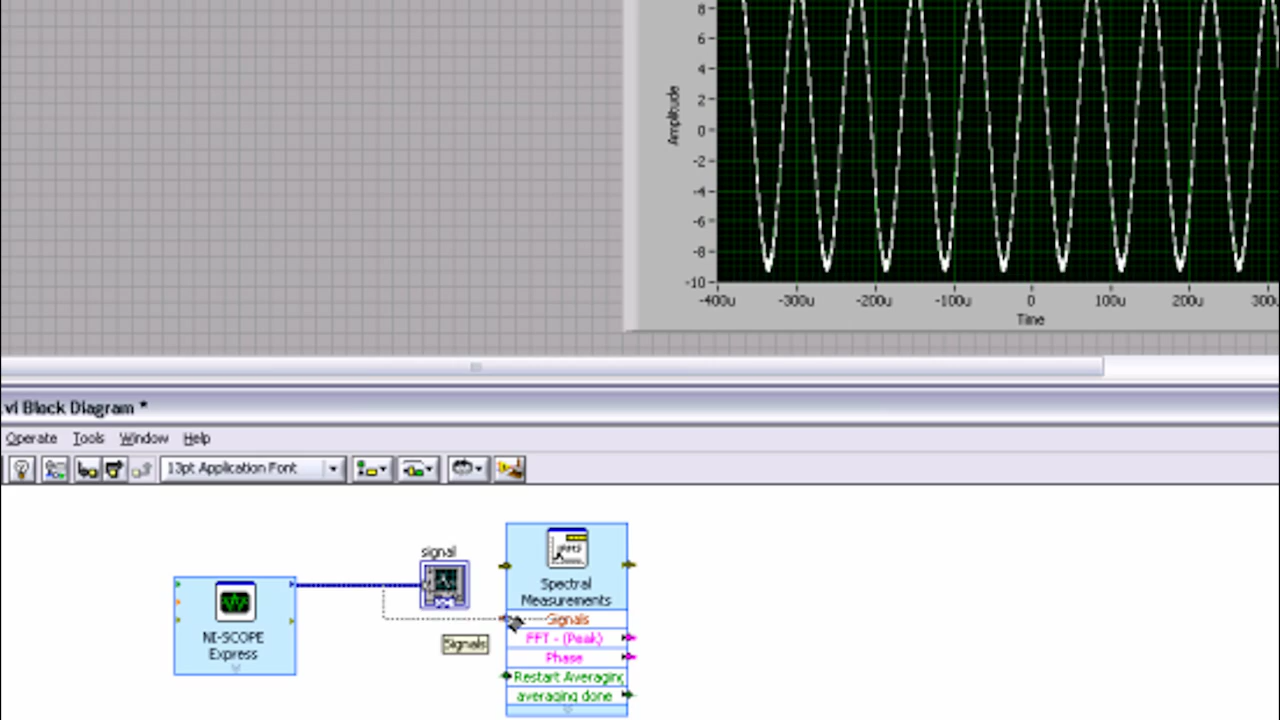 8
6
4
2
0
-2
-4
-6
-8
-10
Amplitude
-400u -300u -200u -100u 0 100u 200u 300u
Time
.vi Block Diagram *
Operate Tools Window Help
13pt Application Font
signal
NI-SCOPE
Express
Spectral
Measurements
Signals
Signals
FFT - (Peak)
Phase
Restart Averaging
averaging done